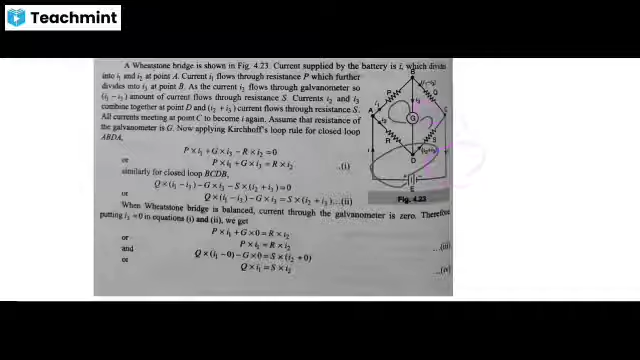 Teachmint
A Wheatstone bridge is shown in Fig. 4.23. Current supplied by the battery is i, which divides
into i₁ and i₂ at point A. Current i₁ flows through resistance P which further
divides into i₃ at point B. As the current i₂ flows through galvanometer so
(i₁ – i₃) amount of current flows through resistance S. Currents i₂ and i₃
combine together at point D and (i₂ + i₃) current flows through resistance S.
All currents meeting at point C to become i again. Assume that resistance of
the galvanometer is G. Now applying Kirchhoff's loop rule for closed loop
ABDA,
P × i₁ + G × i₃ – R × i₂ = 0
or P × i₁ + G × i₃ = R × i₂ ...(i)
similarly for closed loop BCDB,
Q × (i₁ – i₃) – G × i₃ – S × (i₂ + i₃) = 0
or Q × (i₁ – i₃) – G × i₃ = S × (i₂ + i₃) ...(ii)
When Wheatstone bridge is balanced, current through the galvanometer is zero. Therefore
putting i₃ = 0 in equations (i) and (ii), we get
P × i₁ + G × 0 = R × i₂
or P × i₁ = R × i₂ ...(iii)
and Q × (i₁ – 0) – G × 0 = S × (i₂ + 0)
or Q × i₁ = S × i₂ ...(iv)
B
(i₁–i₃)
P
Q
i₁
i₃
A
G
C
i₂
R
S
D
(i₂+i₃)
i
E
Fig. 4.23